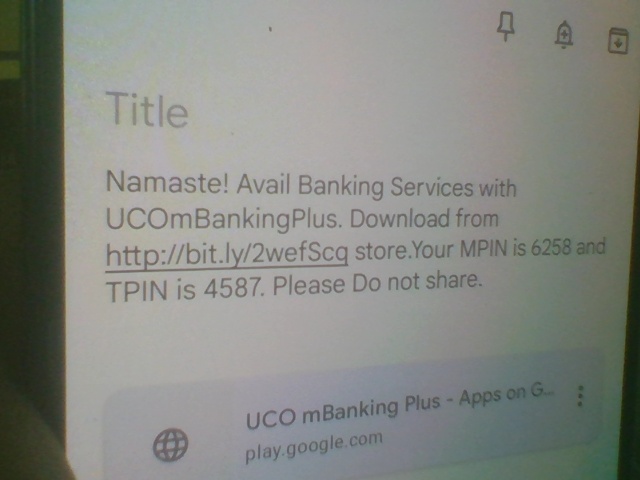 Title
Namaste! Avail Banking Services with
UCOmBankingPlus. Download from
http://bit.ly/2wefScq store.Your MPIN is 6258 and
TPIN is 4587. Please Do not share.
UCO mBanking Plus - Apps on G...
play.google.com